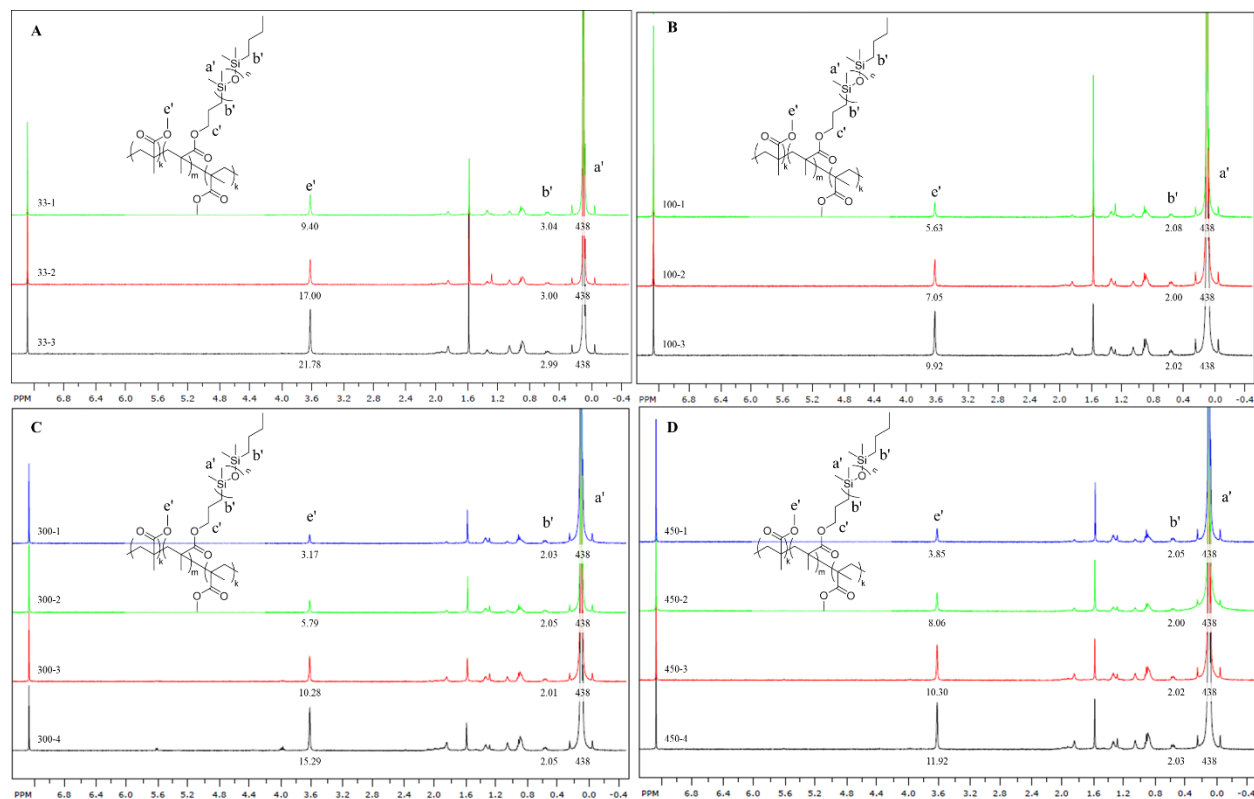 A
Si
b'
a'
Si
O
n
b'
e'
O
O
c'
O
O
k
m
k
O
O
a'
e'
b'
33-1
9.40
3.04
438
33-2
17.00
3.00
438
33-3
21.78
2.99
438
PPM 6.8 6.4 6.0 5.6 5.2 4.8 4.4 4.0 3.6 3.2 2.8 2.4 2.0 1.6 1.2 0.8 0.4 0.0 -0.4
B
Si
b'
a'
Si
O
n
b'
e'
O
O
c'
O
O
k
m
k
O
O
a'
e'
b'
100-1
5.63
2.08
438
100-2
7.05
2.00
438
100-3
9.92
2.02
438
PPM 6.8 6.4 6.0 5.6 5.2 4.8 4.4 4.0 3.6 3.2 2.8 2.4 2.0 1.6 1.2 0.8 0.4 0.0 -0.4
C
Si
b'
a'
Si
O
n
b'
e'
O
O
c'
O
O
k
m
k
O
O
a'
e'
b'
300-1
3.17
2.03
438
300-2
5.79
2.05
438
300-3
10.28
2.01
438
300-4
15.29
2.05
438
PPM 6.8 6.4 6.0 5.6 5.2 4.8 4.4 4.0 3.6 3.2 2.8 2.4 2.0 1.6 1.2 0.8 0.4 0.0 -0.4
D
Si
b'
a'
Si
O
n
b'
e'
O
O
c'
O
O
k
m
k
O
O
a'
e'
b'
450-1
3.85
2.05
438
450-2
8.06
2.00
438
450-3
10.30
2.02
438
450-4
11.92
2.03
438
PPM 6.8 6.4 6.0 5.6 5.2 4.8 4.4 4.0 3.6 3.2 2.8 2.4 2.0 1.6 1.2 0.8 0.4 0.0 -0.4